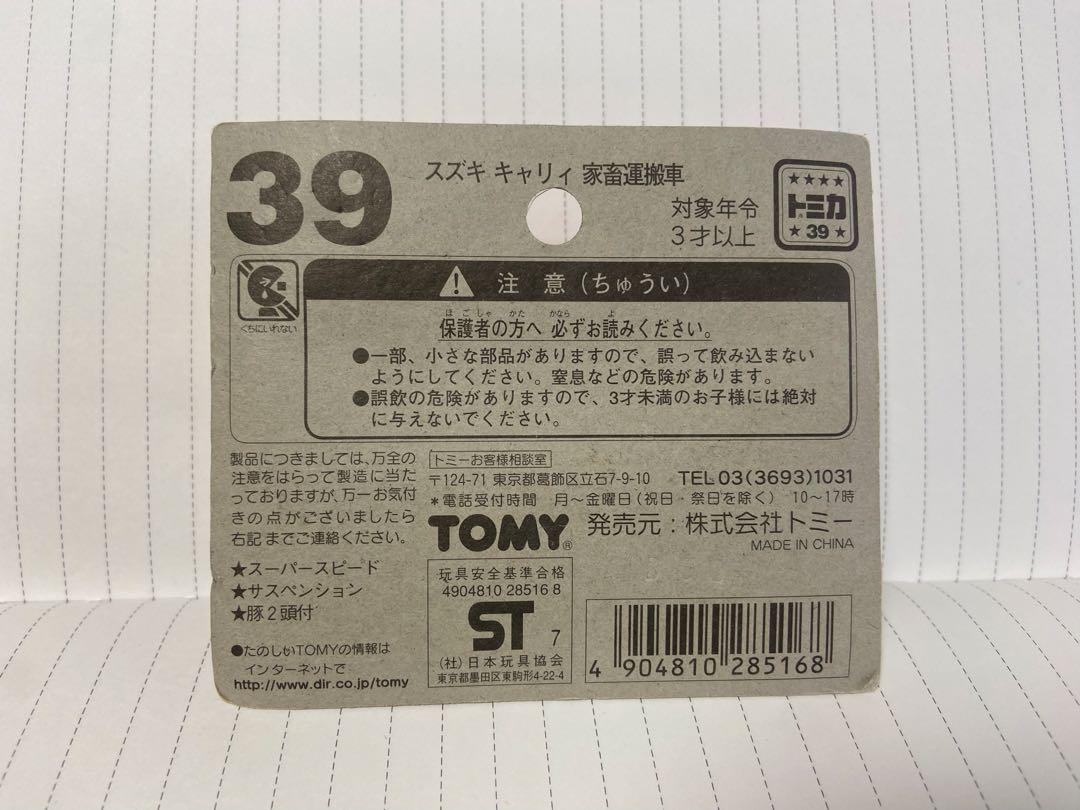 39
スズキ キャリィ 家畜運搬車
対象年令
3才以上
★★★★
トミカ
★39★
くちにいれない
注 意 (ちゅうい)
ほごしゃ かた かなら よ
保護者の方へ 必ずお読みください。
●一部、小さな部品がありますので、誤って飲み込まない
ようにしてください。窒息などの危険があります。
●誤飲の危険がありますので、3才未満のお子様には絶対
に与えないでください。
製品につきましては、万全の
注意をはらって製造に当た
っておりますが、万一お気付
きの点がございましたら
右記までご連絡ください。
★スーパースピード
★サスペンション
★豚2頭付
●たのしいTOMYの情報は
インターネットで
http://www.dir.co.jp/tomy
トミーお客様相談室
〒124-71 東京都葛飾区立石7-9-10 TEL 03(3693)1031
*電話受付時間 月〜金曜日(祝日・祭日を除く) 10〜17時
TOMY® 発売元:株式会社トミー
MADE IN CHINA
玩具安全基準合格
4904810 28516 8
ST 7
(社)日本玩具協会
東京都墨田区東駒形4-22-4
4 904810 285168